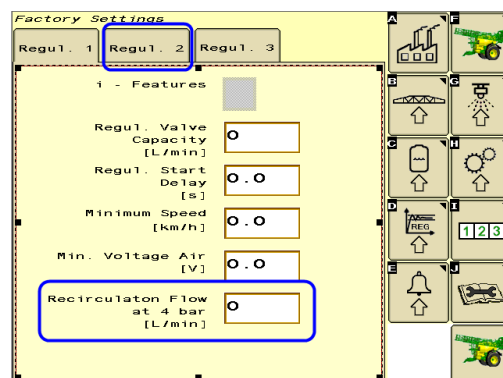 Factory Settings
Regul. 1
Regul. 2
Regul. 3
i - Features
Regul. Valve
Capacity
[L/min]
0
Regul. Start
Delay
[s]
0.0
Minimum Speed
[km/h]
0.0
Min. Voltage Air
[V]
0.0
Recirculaton Flow
at 4 bar
[L/min]
0
A
F
B
G
C
H
D
REG
I
1 2 3
E
J